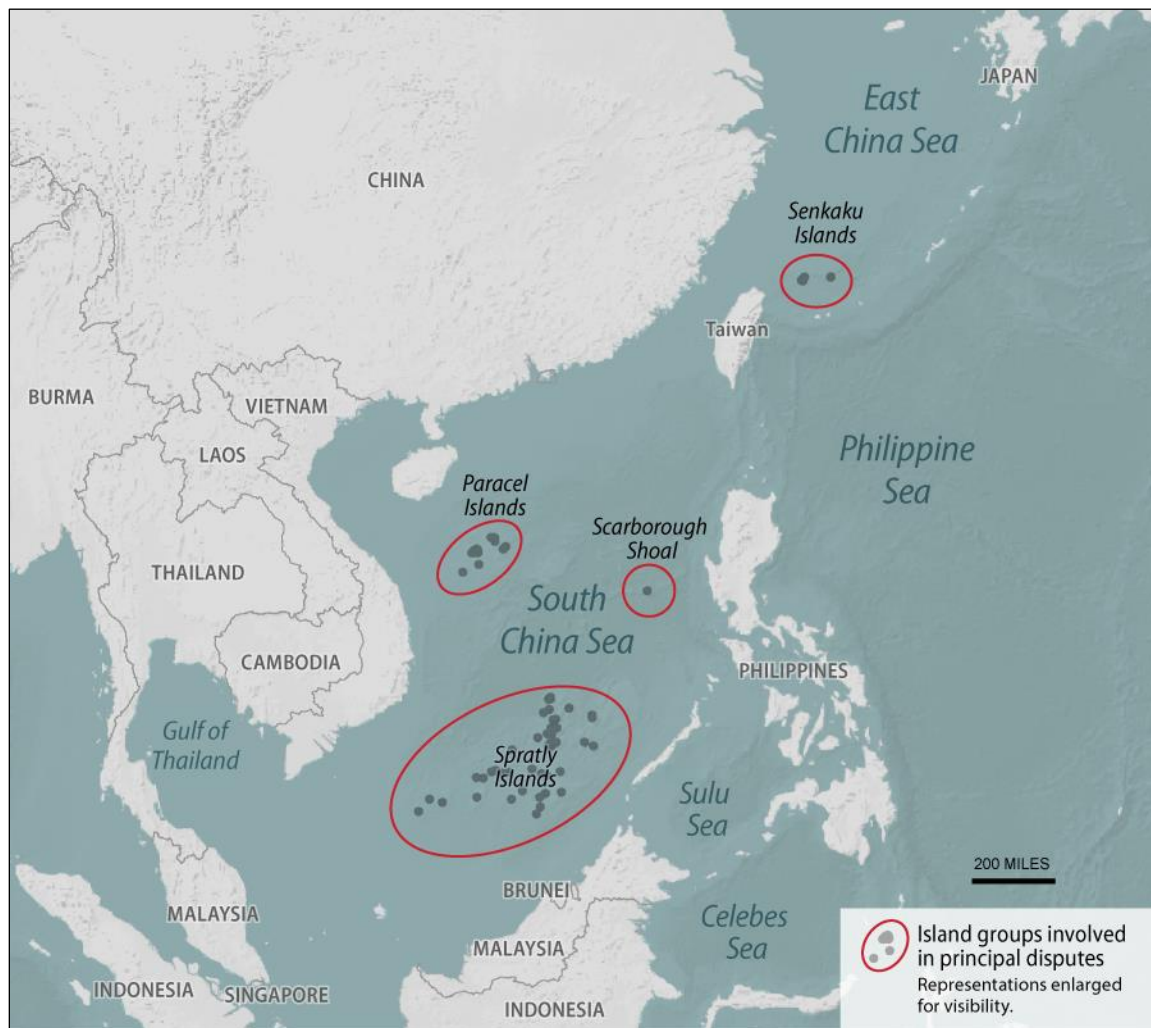 JAPAN
East
China Sea
CHINA
Senkaku
Islands
Taiwan
BURMA
VIETNAM
LAOS
Philippine
Sea
Paracel
Islands
Scarborough
Shoal
THAILAND
South
China Sea
CAMBODIA
PHILIPPINES
Gulf of
Thailand
Spratly
Islands
Sulu
Sea
200 MILES
BRUNEI
MALAYSIA
Celebes
Sea
MALAYSIA
INDONESIA
SINGAPORE
INDONESIA
Island groups involved
in principal disputes
Representations enlarged
for visibility.